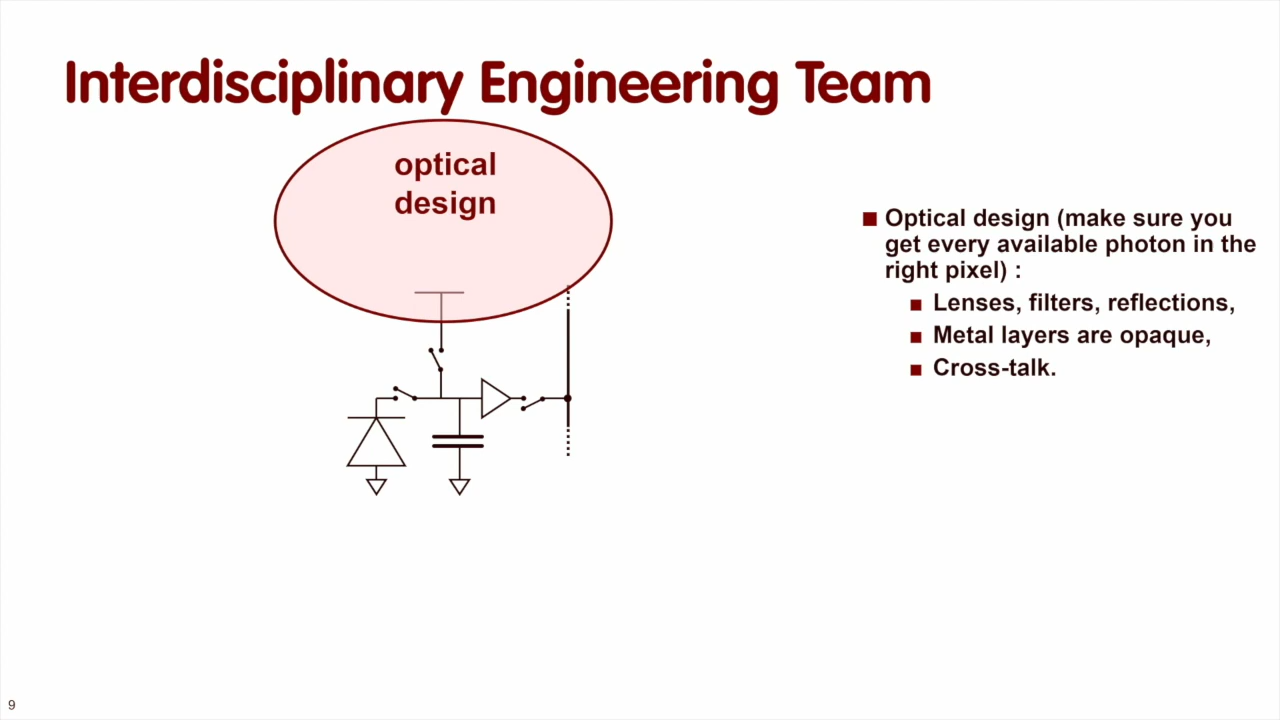 Interdisciplinary Engineering Team
optical
design
■ Optical design (make sure you
get every available photon in the
right pixel) :
■ Lenses, filters, reflections,
■ Metal layers are opaque,
■ Cross-talk.
9